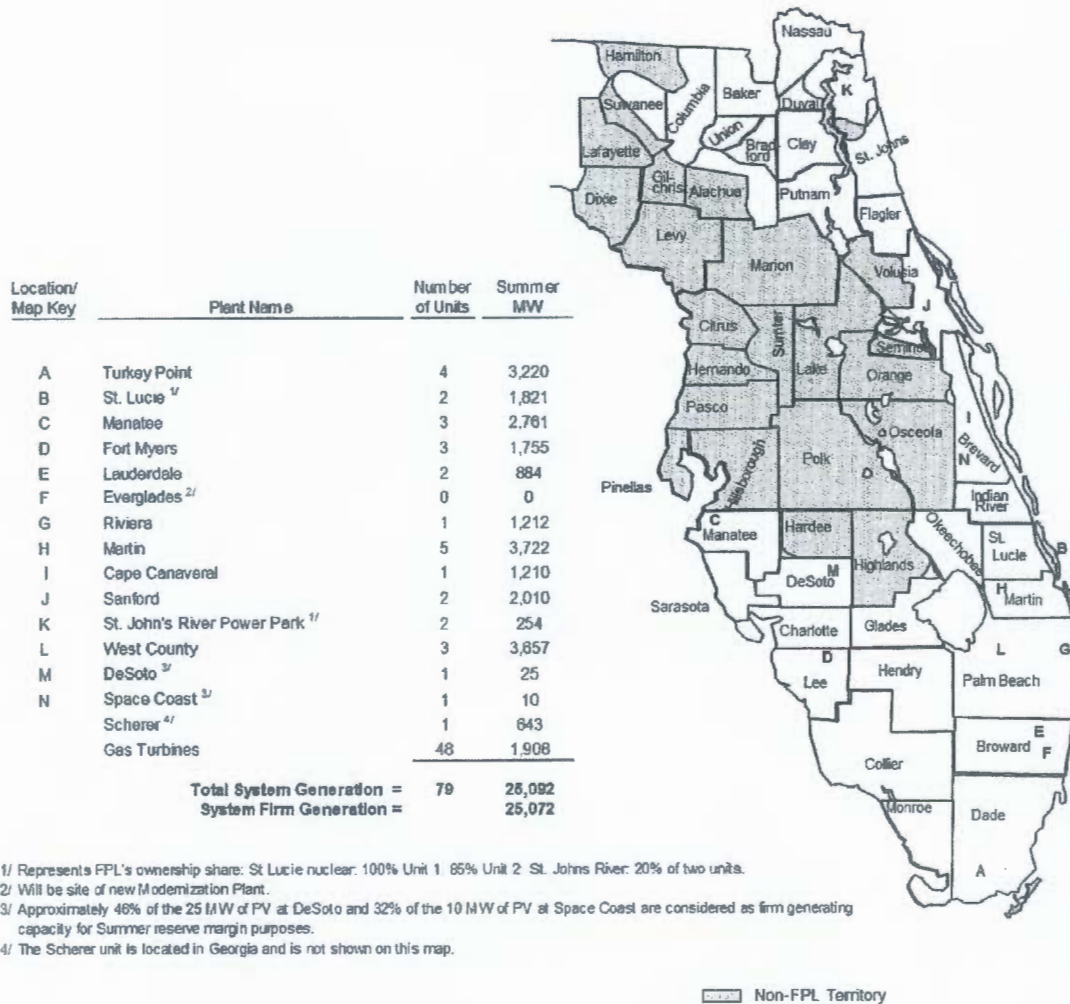 Location/
Map Key
Plant Name
Number
of Units
Summer
MW
A Turkey Point 4 3,220
B St. Lucie 1/ 2 1,821
C Manatee 3 2,761
D Fort Myers 3 1,755
E Lauderdale 2 884
F Everglades 2/ 0 0
G Riviera 1 1,212
H Martin 5 3,722
I Cape Canaveral 1 1,210
J Sanford 2 2,010
K St. John's River Power Park 1/ 2 254
L West County 3 3,657
M DeSoto 3/ 1 25
N Space Coast 3/ 1 10
Scherer 4/ 1 643
Gas Turbines 48 1,908
Total System Generation = 79 25,092
System Firm Generation = 25,072
Nassau
Hamilton
K
Baker
Duval
Columbia
Suwanee
Union
Brad-
ford
Clay
St. Johns
Lafayette
Gil-
chris
Alachua
Putnam
Dixie
Flagler
Levy
Marion
Volusia
J
Citrus
Sumter
Seminole
Hernando
Lake
Orange
Pasco
I
Osceola
Brevard
N
Polk
Hillsborough
Pinellas
Indian
River
C
Manatee
Hardee
Okeechobee
St.
Lucie
B
Highlands
M
DeSoto
H
Martin
Sarasota
Charlotte
Glades
L
G
D
Lee
Hendry
Palm Beach
E
Broward
F
Collier
Monroe
Dade
A
1/ Represents FPL's ownership share: St Lucie nuclear: 100% Unit 1 85% Unit 2 St. Johns River: 20% of two units.
2/ Will be site of new Modernization Plant.
3/ Approximately 46% of the 25 MW of PV at DeSoto and 32% of the 10 MW of PV at Space Coast are considered as firm generating
capacity for Summer reserve margin purposes.
4/ The Scherer unit is located in Georgia and is not shown on this map.
Non-FPL Territory